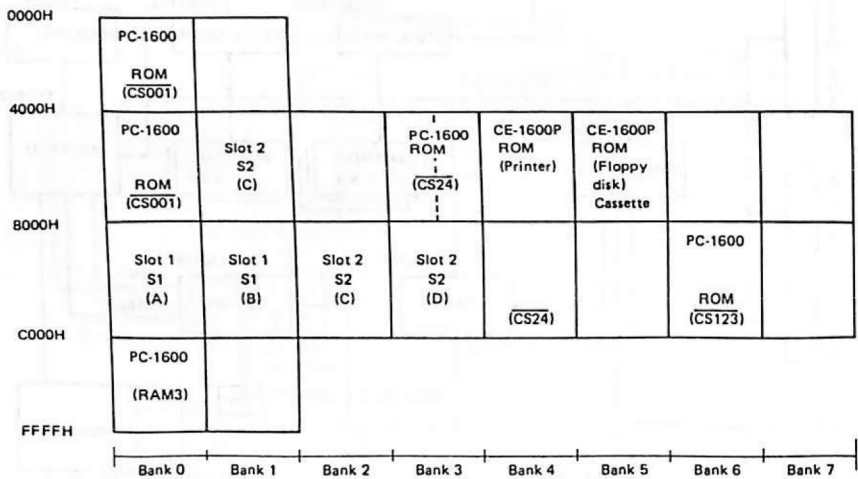 0000H
PC-1600
ROM
(CS001)
4000H
PC-1600
ROM
(CS001)
Slot 2
S2
(C)
PC-1600
ROM
(CS24)
CE-1600P
ROM
(Printer)
CE-1600P
ROM
(Floppy
disk)
Cassette
8000H
Slot 1
S1
(A)
Slot 1
S1
(B)
Slot 2
S2
(C)
Slot 2
S2
(D)
(CS24)
PC-1600
ROM
(CS123)
C000H
PC-1600
(RAM3)
FFFFH
Bank 0
Bank 1
Bank 2
Bank 3
Bank 4
Bank 5
Bank 6
Bank 7